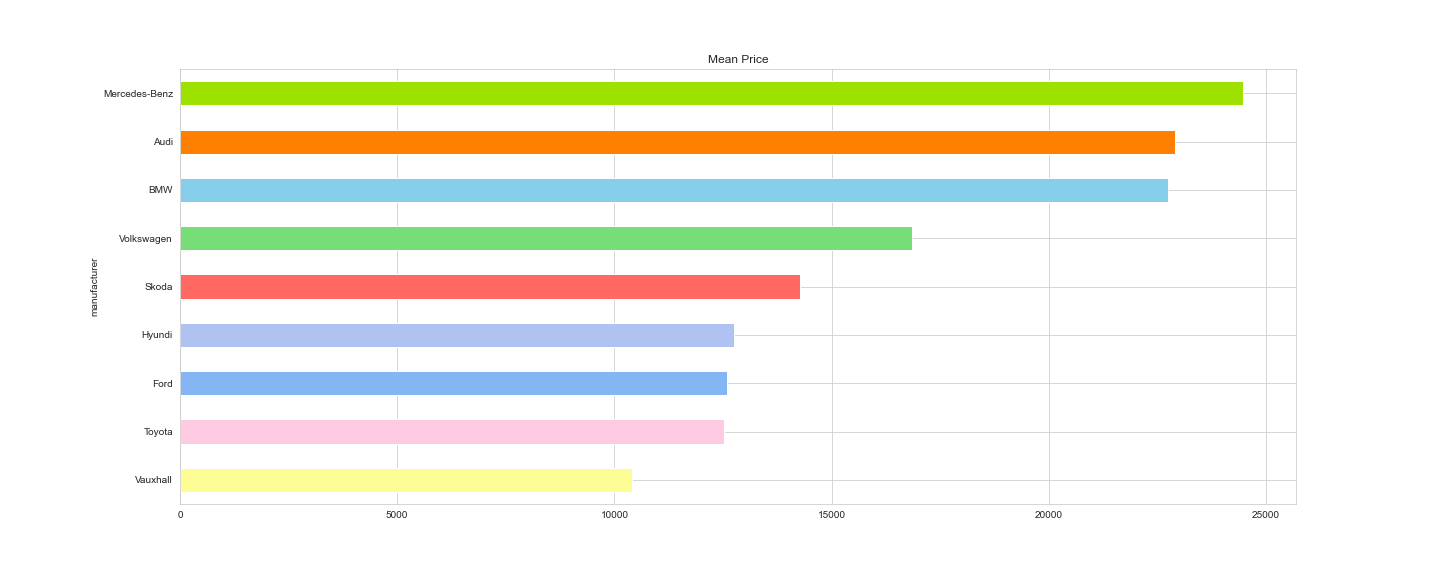 Mean Price
Mercedes-Benz
Audi
BMW
Volkswagen
Skoda
Hyundi
Ford
Toyota
Vauxhall
manufacturer
0 5000 10000 15000 20000 25000